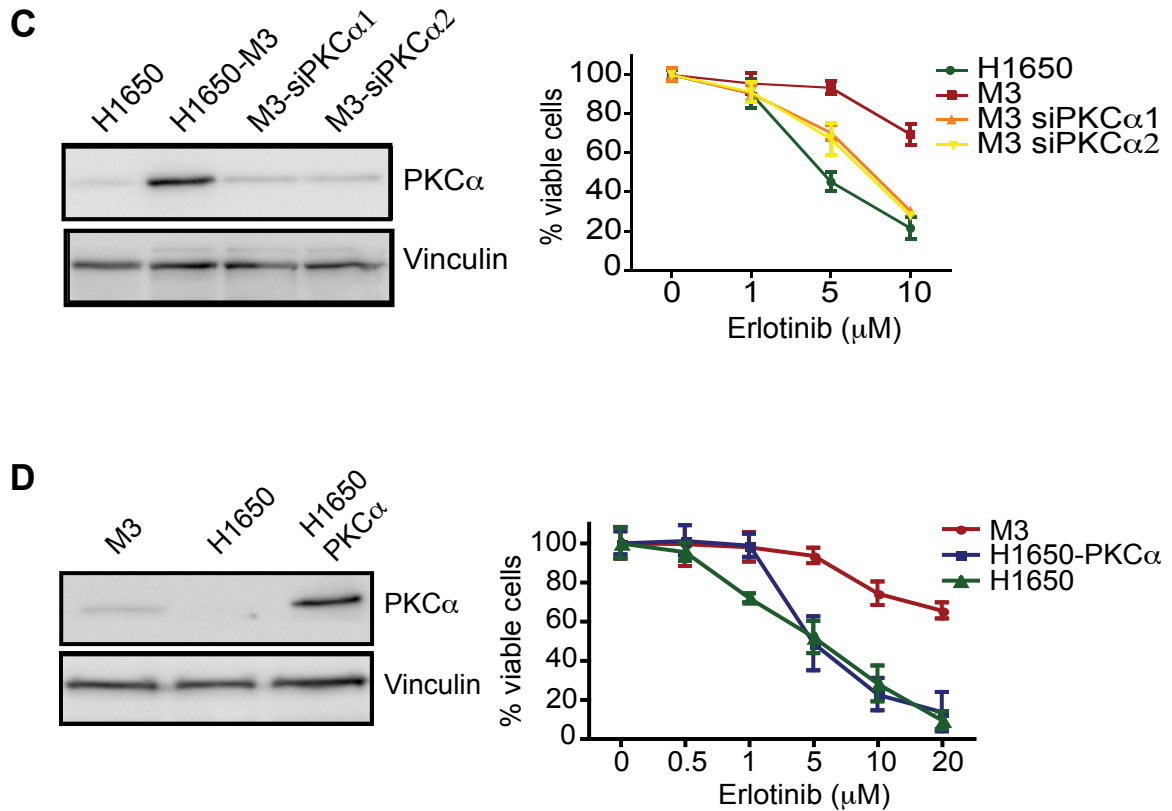 C
H1650
H1650-M3
M3-siPKCα1
M3-siPKCα2
PKCα
Vinculin
% viable cells
100
80
60
40
20
0
0 1 5 10
Erlotinib (μM)
H1650
M3
M3 siPKCα1
M3 siPKCα2
D
M3
H1650
H1650
PKCα
PKCα
Vinculin
% viable cells
100
80
60
40
20
0
0 0.5 1 5 10 20
Erlotinib (μM)
M3
H1650-PKCα
H1650